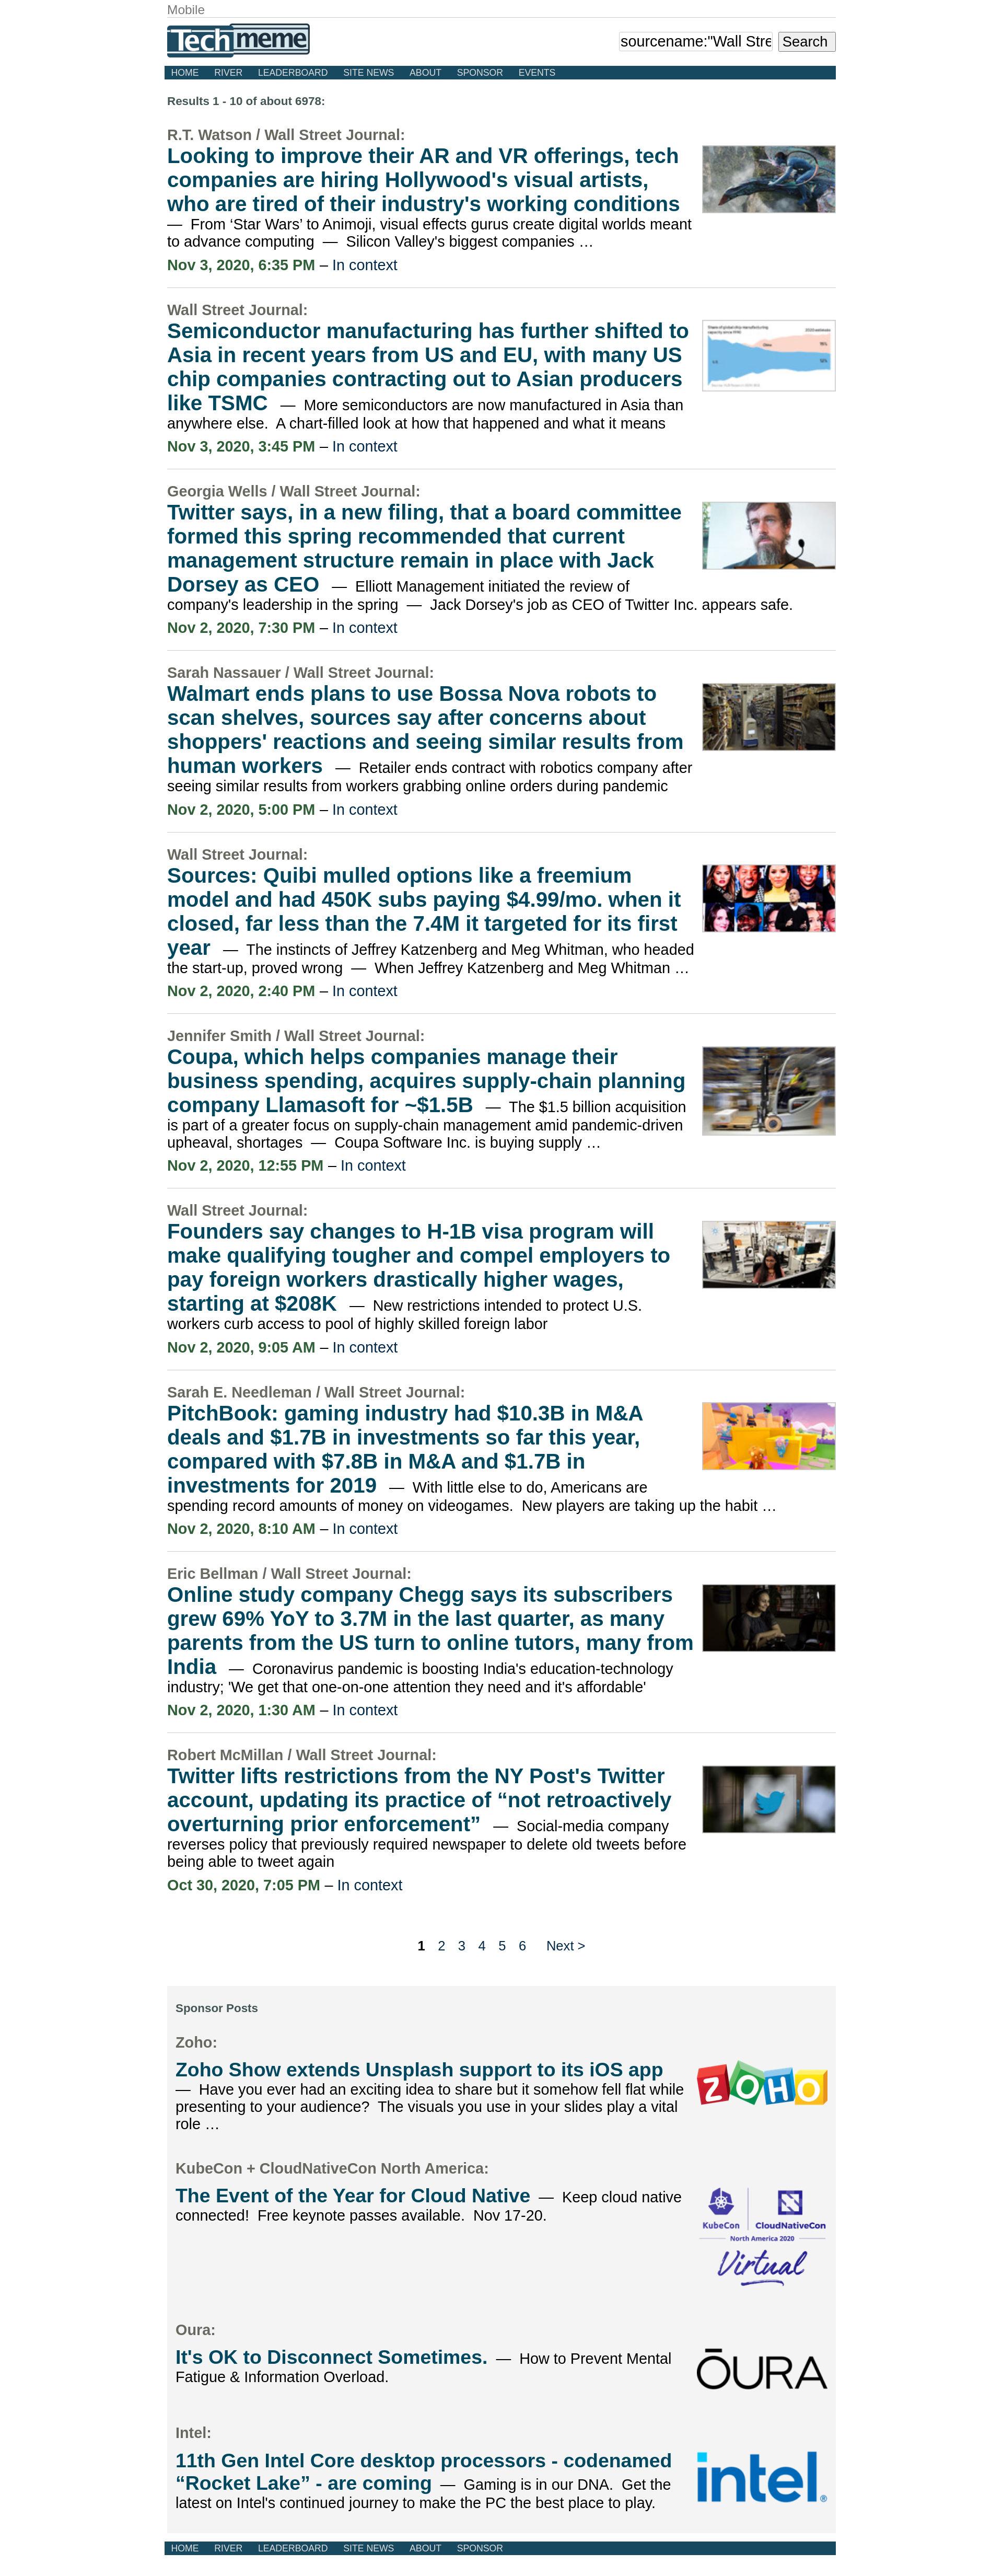 Mobile
Techmeme
sourcename:"Wall Stre
Search
HOME RIVER LEADERBOARD SITE NEWS ABOUT SPONSOR EVENTS
Results 1 - 10 of about 6978:
R.T. Watson / Wall Street Journal:
Looking to improve their AR and VR offerings, tech
companies are hiring Hollywood's visual artists,
who are tired of their industry's working conditions
— From ‘Star Wars’ to Animoji, visual effects gurus create digital worlds meant
to advance computing — Silicon Valley's biggest companies …
Nov 3, 2020, 6:35 PM – In context
Wall Street Journal:
Semiconductor manufacturing has further shifted to
Asia in recent years from US and EU, with many US
chip companies contracting out to Asian producers
like TSMC — More semiconductors are now manufactured in Asia than
anywhere else. A chart-filled look at how that happened and what it means
Nov 3, 2020, 3:45 PM – In context
Georgia Wells / Wall Street Journal:
Twitter says, in a new filing, that a board committee
formed this spring recommended that current
management structure remain in place with Jack
Dorsey as CEO — Elliott Management initiated the review of
company's leadership in the spring — Jack Dorsey's job as CEO of Twitter Inc. appears safe.
Nov 2, 2020, 7:30 PM – In context
Sarah Nassauer / Wall Street Journal:
Walmart ends plans to use Bossa Nova robots to
scan shelves, sources say after concerns about
shoppers' reactions and seeing similar results from
human workers — Retailer ends contract with robotics company after
seeing similar results from workers grabbing online orders during pandemic
Nov 2, 2020, 5:00 PM – In context
Wall Street Journal:
Sources: Quibi mulled options like a freemium
model and had 450K subs paying $4.99/mo. when it
closed, far less than the 7.4M it targeted for its first
year — The instincts of Jeffrey Katzenberg and Meg Whitman, who headed
the start-up, proved wrong — When Jeffrey Katzenberg and Meg Whitman …
Nov 2, 2020, 2:40 PM – In context
Jennifer Smith / Wall Street Journal:
Coupa, which helps companies manage their
business spending, acquires supply-chain planning
company Llamasoft for ~$1.5B — The $1.5 billion acquisition
is part of a greater focus on supply-chain management amid pandemic-driven
upheaval, shortages — Coupa Software Inc. is buying supply …
Nov 2, 2020, 12:55 PM – In context
Wall Street Journal:
Founders say changes to H-1B visa program will
make qualifying tougher and compel employers to
pay foreign workers drastically higher wages,
starting at $208K — New restrictions intended to protect U.S.
workers curb access to pool of highly skilled foreign labor
Nov 2, 2020, 9:05 AM – In context
Sarah E. Needleman / Wall Street Journal:
PitchBook: gaming industry had $10.3B in M&A
deals and $1.7B in investments so far this year,
compared with $7.8B in M&A and $1.7B in
investments for 2019 — With little else to do, Americans are
spending record amounts of money on videogames. New players are taking up the habit …
Nov 2, 2020, 8:10 AM – In context
Eric Bellman / Wall Street Journal:
Online study company Chegg says its subscribers
grew 69% YoY to 3.7M in the last quarter, as many
parents from the US turn to online tutors, many from
India — Coronavirus pandemic is boosting India's education-technology
industry; 'We get that one-on-one attention they need and it's affordable'
Nov 2, 2020, 1:30 AM – In context
Robert McMillan / Wall Street Journal:
Twitter lifts restrictions from the NY Post's Twitter
account, updating its practice of “not retroactively
overturning prior enforcement” — Social-media company
reverses policy that previously required newspaper to delete old tweets before
being able to tweet again
Oct 30, 2020, 7:05 PM – In context
1 2 3 4 5 6 Next >
Sponsor Posts
Zoho:
Zoho Show extends Unsplash support to its iOS app
— Have you ever had an exciting idea to share but it somehow fell flat while
presenting to your audience? The visuals you use in your slides play a vital
role …
ZOHO
KubeCon + CloudNativeCon North America:
The Event of the Year for Cloud Native — Keep cloud native
connected! Free keynote passes available. Nov 17-20.
KubeCon CloudNativeCon
North America 2020
Virtual
Oura:
It's OK to Disconnect Sometimes. — How to Prevent Mental
Fatigue & Information Overload.
ŌURA
Intel:
11th Gen Intel Core desktop processors - codenamed
“Rocket Lake” - are coming — Gaming is in our DNA. Get the
latest on Intel's continued journey to make the PC the best place to play.
intel®
HOME RIVER LEADERBOARD SITE NEWS ABOUT SPONSOR